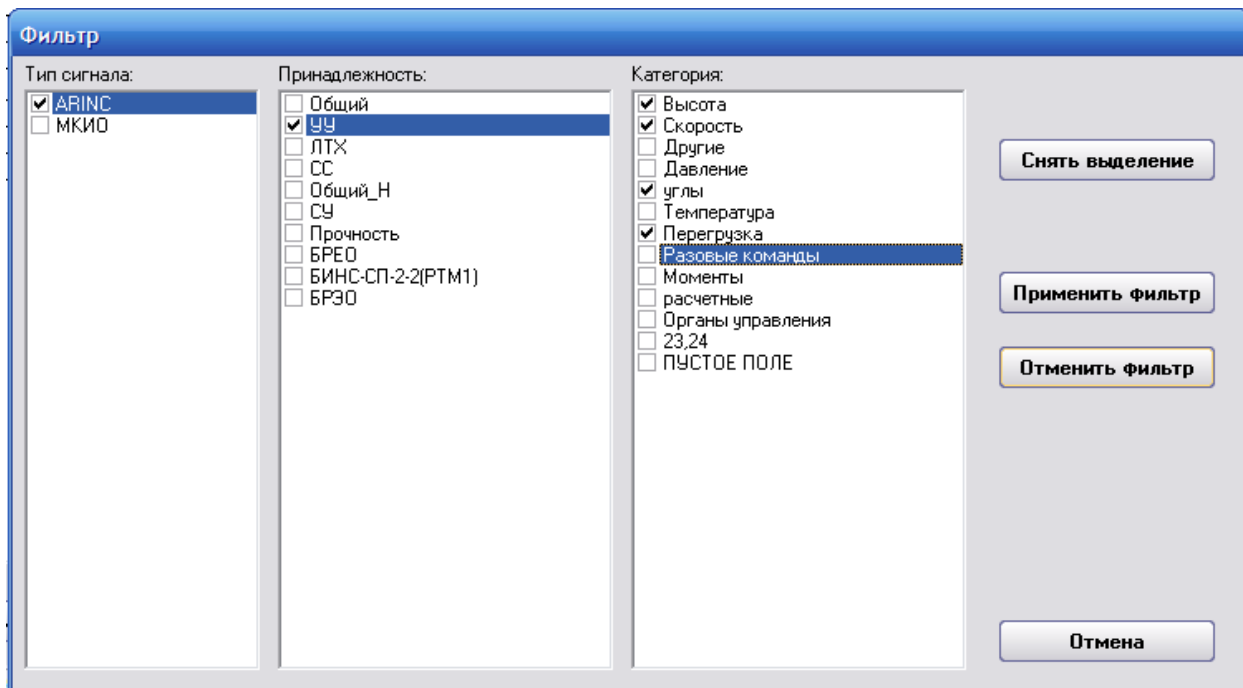 Фильтр
Тип сигнала:
ARINC
МКИО
Принадлежность:
Общий
УУ
ЛТХ
СС
Общий_Н
СУ
Прочность
БРЕО
БИНС-СП-2-2(РТМ1)
БРЭО
Категория:
Высота
Скорость
Другие
Давление
углы
Температура
Перегрузка
Разовые команды
Моменты
расчетные
Органы управления
23,24
ПУСТОЕ ПОЛЕ
Снять выделение
Применить фильтр
Отменить фильтр
Отмена